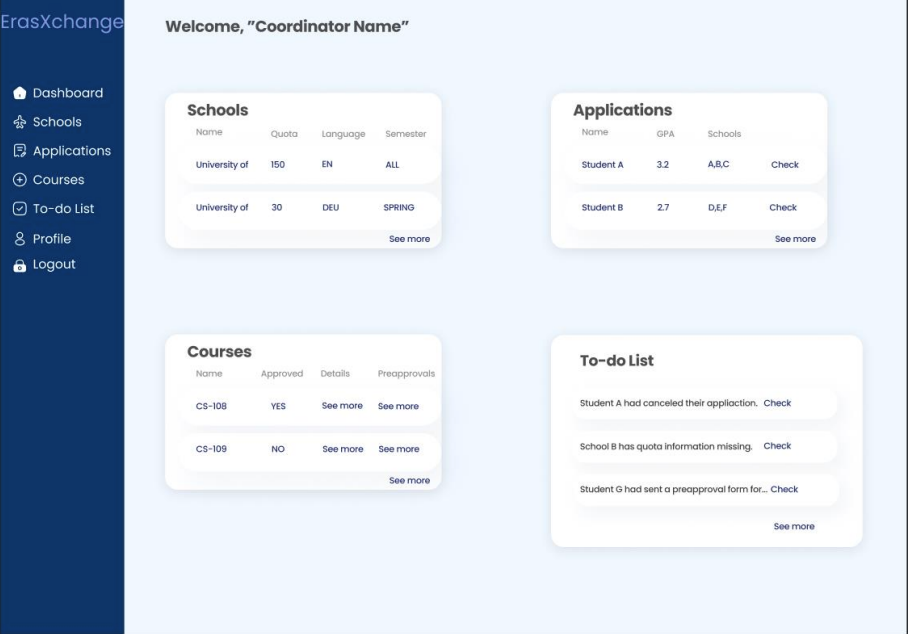 ErasXchange
Dashboard
Schools
Applications
Courses
To-do List
Profile
Logout
Welcome, ”Coordinator Name”
Schools
Name Quota Language Semester
University of 150 EN ALL
University of 30 DEU SPRING
See more
Applications
Name GPA Schools
Student A 3.2 A,B,C Check
Student B 2.7 D,E,F Check
See more
Courses
Name Approved Details Preapprovals
CS-108 YES See more See more
CS-109 NO See more See more
See more
To-do List
Student A had canceled their appliaction. Check
School B has quota information missing. Check
Student G had sent a preapproval form for... Check
See more